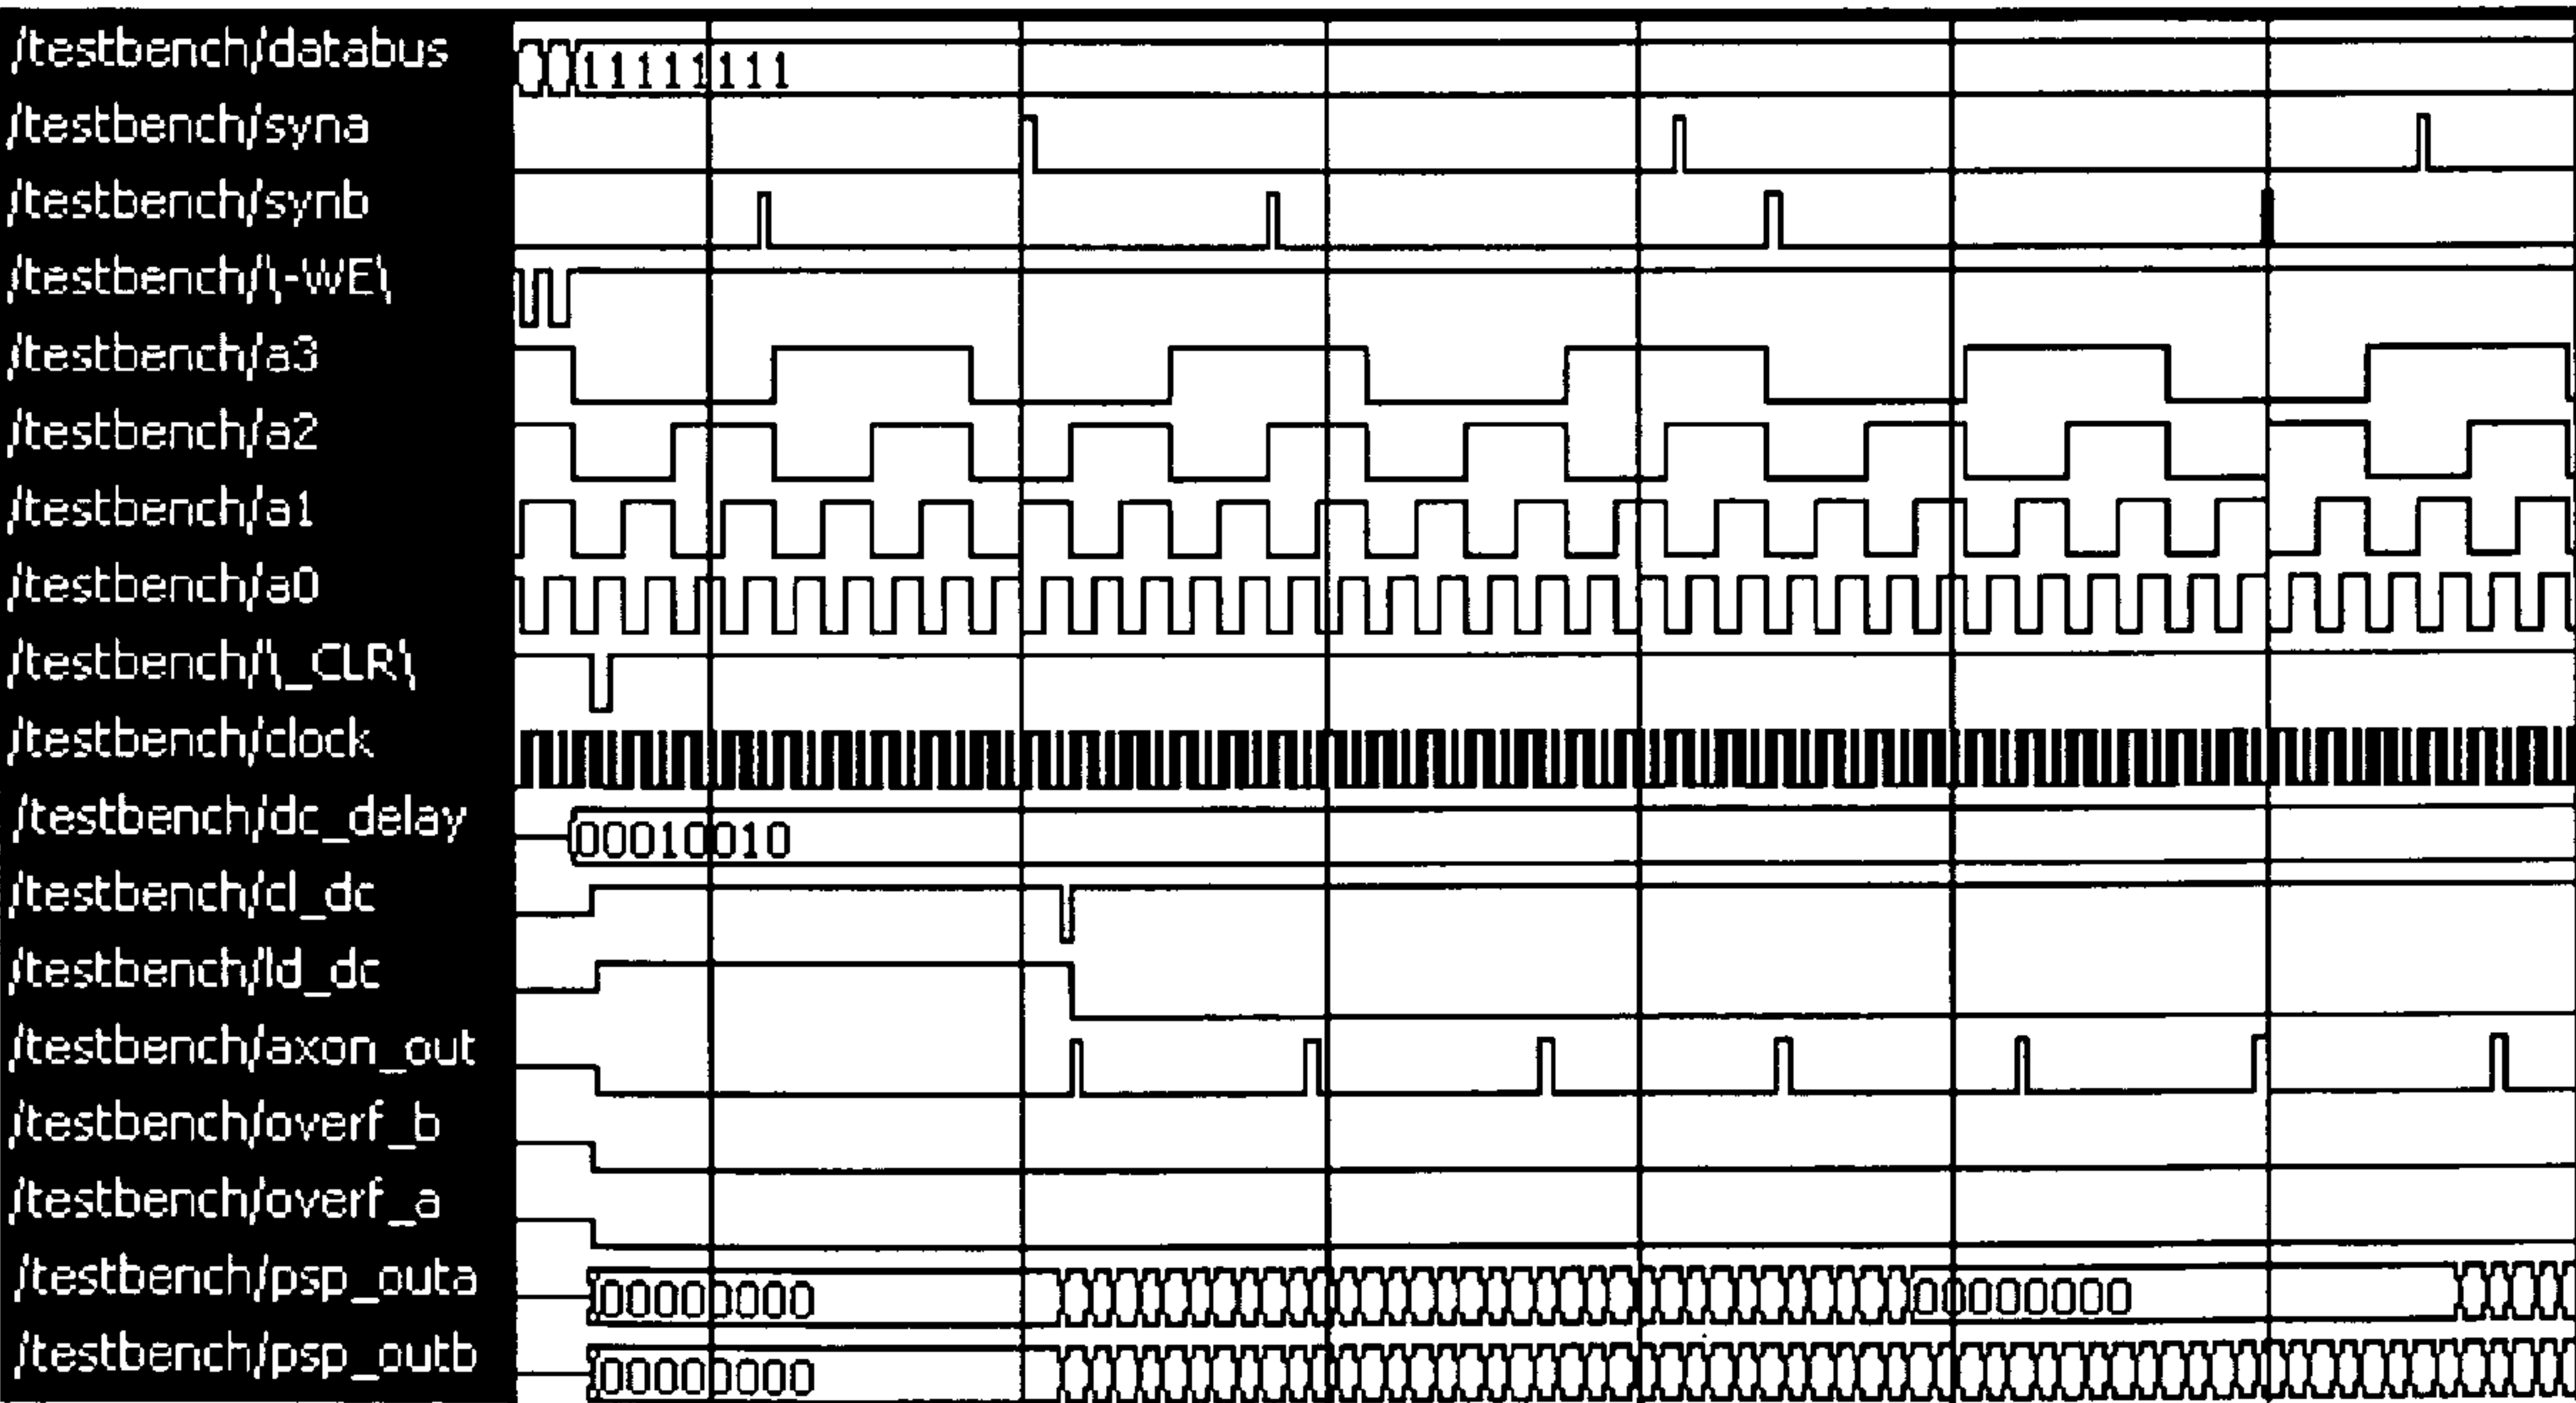 /testbench/databus 11111111
/testbench/syna
/testbench/synb
/testbench/\-WE\
/testbench/a3
/testbench/a2
/testbench/a1
/testbench/a0
/testbench/\_CLR\
/testbench/clock
/testbench/dc_delay 00010010
/testbench/cl_dc
/testbench/ld_dc
/testbench/axon_out
/testbench/overf_b
/testbench/overf_a
/testbench/psp_outa 00000000 00000000
/testbench/psp_outb 00000000